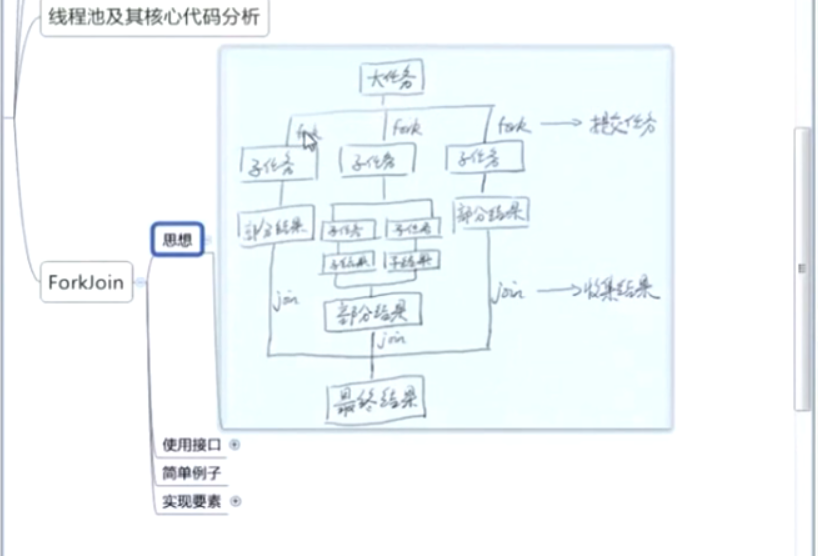 线程池及其核心代码分析
大任务
fork fork fork 提交任务
子任务 子任务 子任务
部分结果 部分结果
子任务 子任务
子结果 子结果
思想
ForkJoin
join join 收集结果
部分结果
join
最终结果
使用接口
简单例子
实现要素